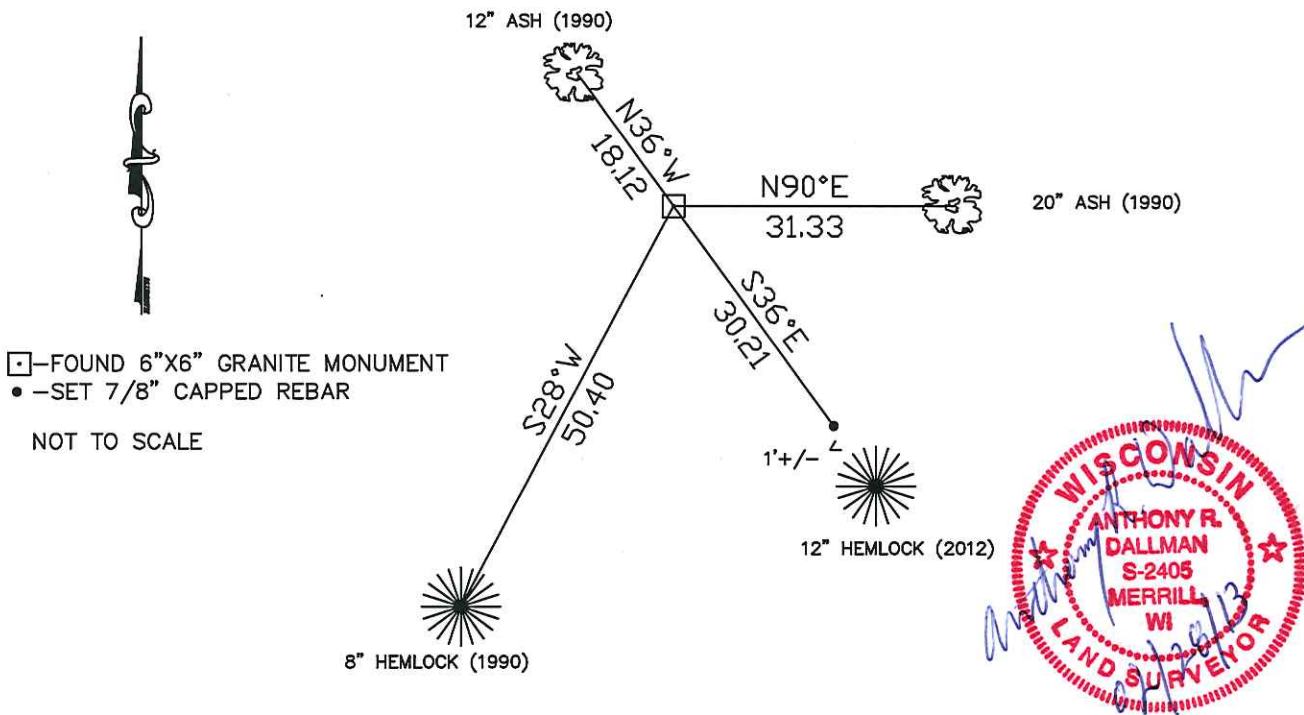 12" ASH (1990)
N36°W
18.12
N90°E
31.33
20" ASH (1990)
S36°E
30.21
S28°W
50.40
-FOUND 6"X6" GRANITE MONUMENT
-SET 7/8" CAPPED REBAR
NOT TO SCALE
1'+/-
12" HEMLOCK (2012)
8" HEMLOCK (1990)
WISCONSIN
ANTHONY R.
DALLMAN
S-2405
MERRILL,
WI
LAND SURVEYOR